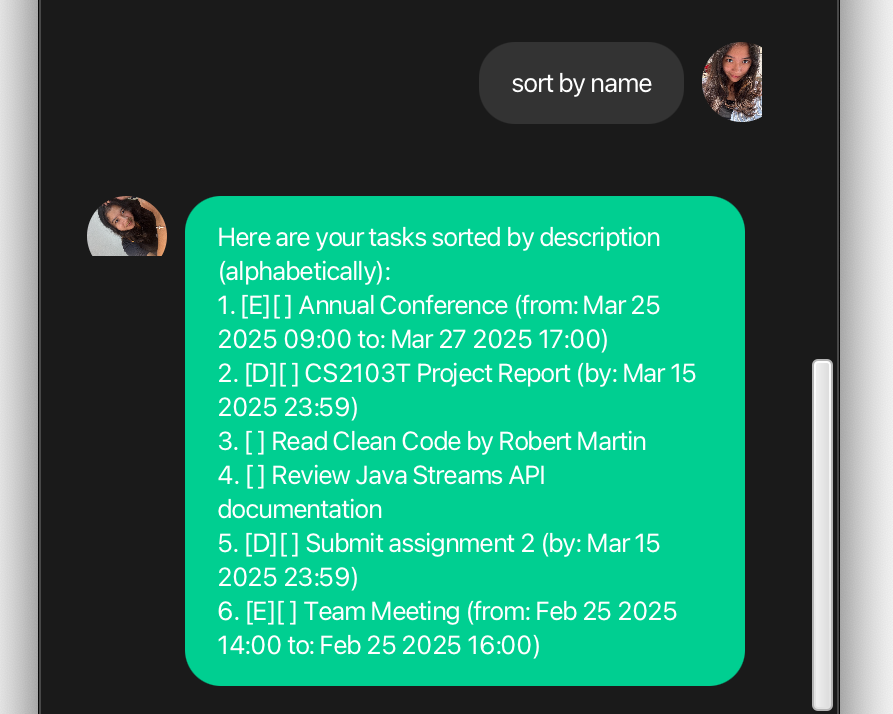 sort by name
Here are your tasks sorted by description
(alphabetically):
1. [E][ ] Annual Conference (from: Mar 25
2025 09:00 to: Mar 27 2025 17:00)
2. [D][ ] CS2103T Project Report (by: Mar 15
2025 23:59)
3. [ ] Read Clean Code by Robert Martin
4. [ ] Review Java Streams API
documentation
5. [D][ ] Submit assignment 2 (by: Mar 15
2025 23:59)
6. [E][ ] Team Meeting (from: Feb 25 2025
14:00 to: Feb 25 2025 16:00)